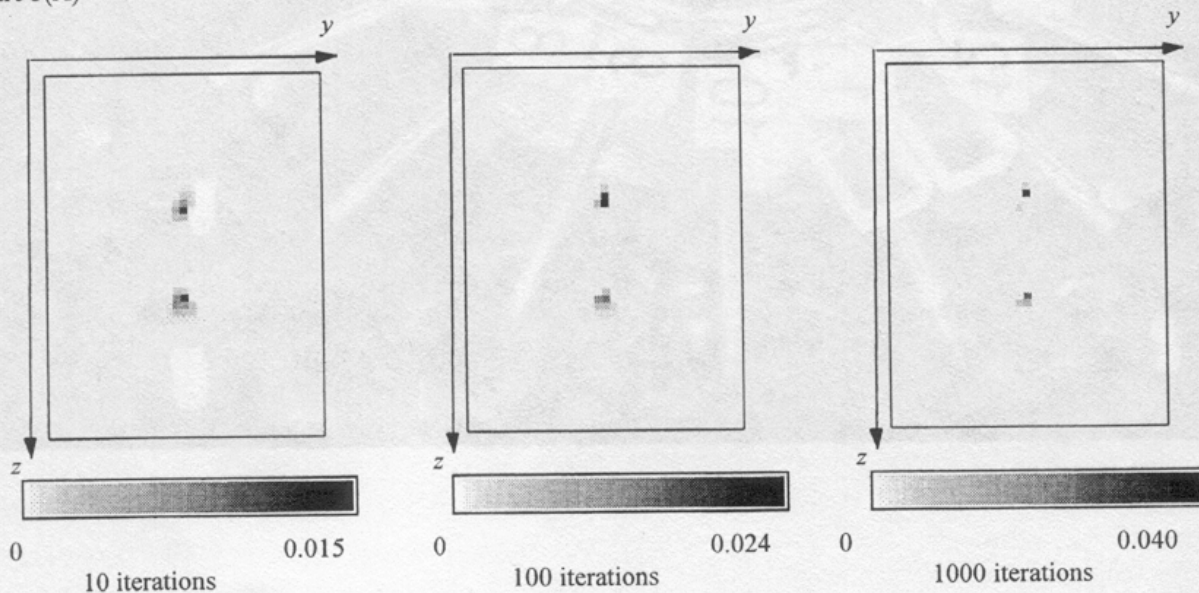 y
y
y
z
z
z
0 0.015
0 0.024
0 0.040
10 iterations
100 iterations
1000 iterations